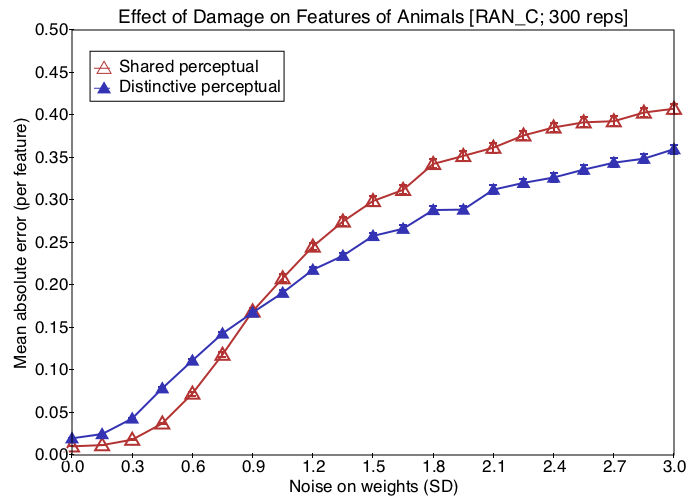 Effect of Damage on Features of Animals [RAN_C; 300 reps]
Shared perceptual
Distinctive perceptual
Mean absolute error (per feature)
0.50
0.45
0.40
0.35
0.30
0.25
0.20
0.15
0.10
0.05
0.00
0.0 0.3 0.6 0.9 1.2 1.5 1.8 2.1 2.4 2.7 3.0
Noise on weights (SD)